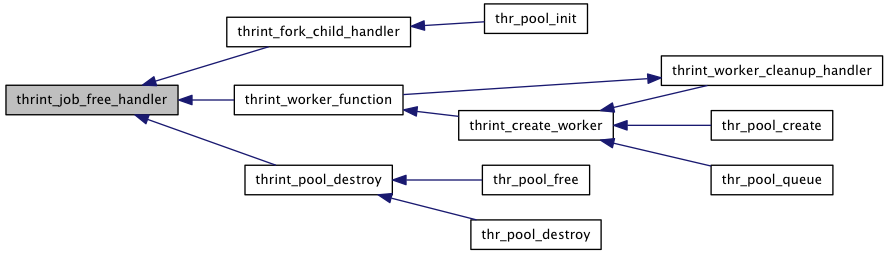 thrint_fork_child_handler
thr_pool_init
thrint_worker_cleanup_handler
thrint_job_free_handler
thrint_worker_function
thrint_create_worker
thr_pool_create
thrint_pool_destroy
thr_pool_free
thr_pool_queue
thr_pool_destroy